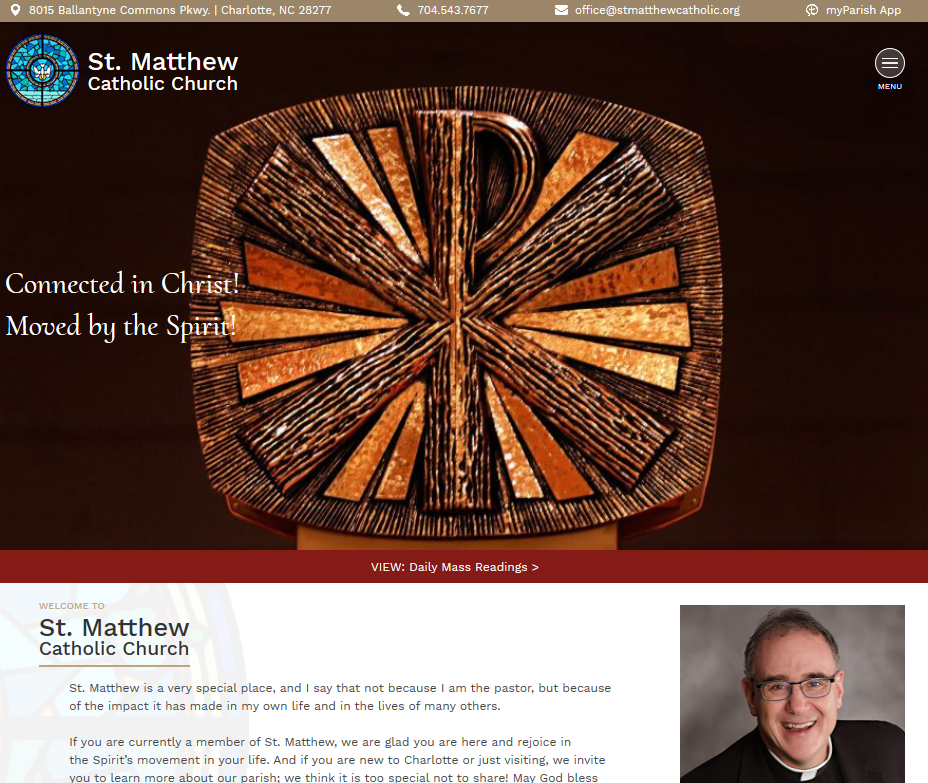 8015 Ballantyne Commons Pkwy. | Charlotte, NC 28277
704.543.7677
office@stmatthewcatholic.org
myParish App
St. Matthew
Catholic Church
MENU
Connected in Christ!
Moved by the Spirit!
VIEW: Daily Mass Readings >
WELCOME TO
St. Matthew
Catholic Church
St. Matthew is a very special place, and I say that not because I am the pastor, but because
of the impact it has made in my own life and in the lives of many others.
If you are currently a member of St. Matthew, we are glad you are here and rejoice in
the Spirit's movement in your life. And if you are new to Charlotte or just visiting, we invite
you to learn more about our parish; we think it is too special not to share! May God bless